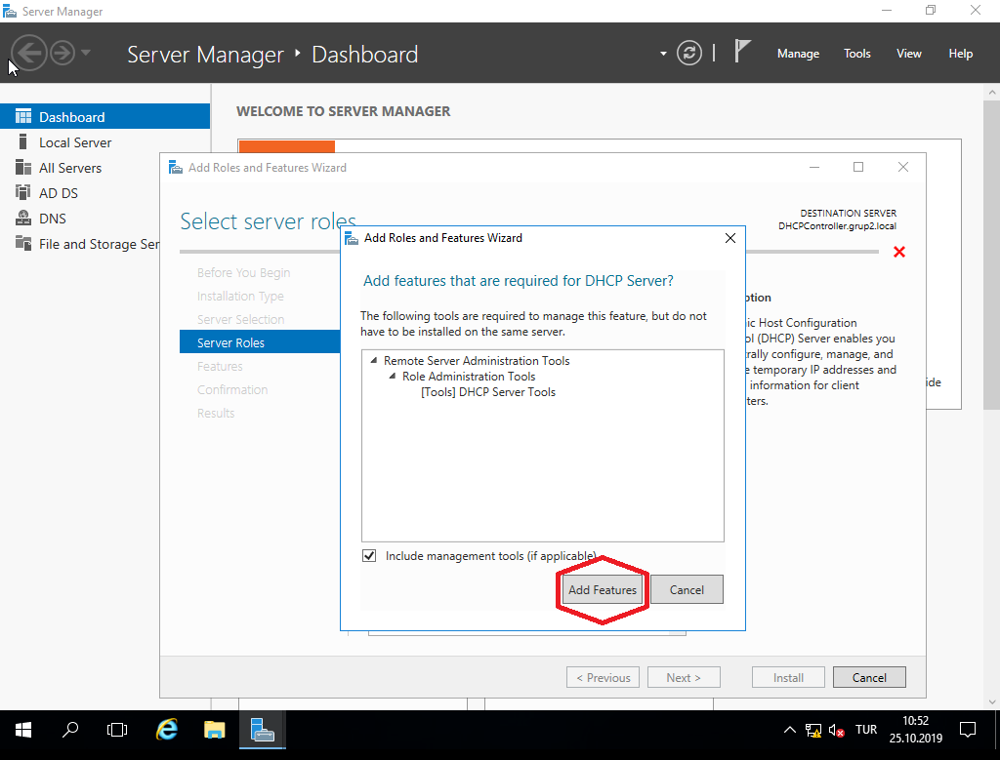 Server Manager
Server Manager ‣ Dashboard
Manage
Tools
View
Help
Dashboard
Local Server
All Servers
AD DS
DNS
File and Storage Ser
WELCOME TO SERVER MANAGER
Add Roles and Features Wizard
Select server roles
DESTINATION SERVER
DHCPController.grup2.local
Before You Begin
Installation Type
Server Selection
Server Roles
Features
Confirmation
Results
Add Roles and Features Wizard
Add features that are required for DHCP Server?
The following tools are required to manage this feature, but do not
have to be installed on the same server.
Remote Server Administration Tools
Role Administration Tools
[Tools] DHCP Server Tools
Include management tools (if applicable)
Add Features
Cancel
ption
ic Host Configuration
ol (DHCP) Server enables you
rally configure, manage, and
e temporary IP addresses and
information for client
ters.
ide
< Previous
Next >
Install
Cancel
TUR
10:52
25.10.2019